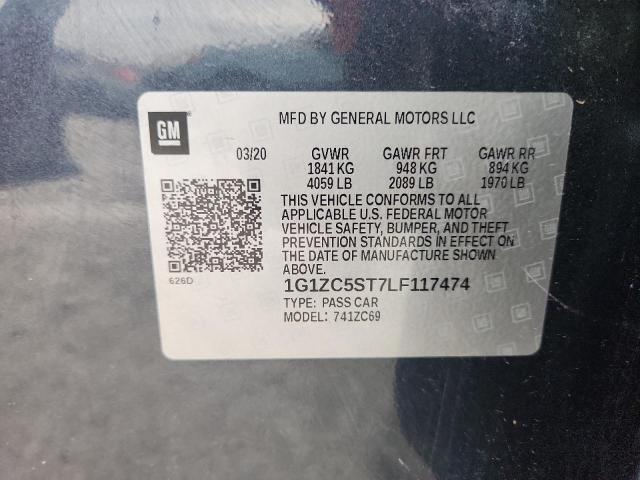 GM
MFD BY GENERAL MOTORS LLC
03/20 GVWR GAWR FRT GAWR RR
1841 KG 948 KG 894 KG
4059 LB 2089 LB 1970 LB
THIS VEHICLE CONFORMS TO ALL
APPLICABLE U.S. FEDERAL MOTOR
VEHICLE SAFETY, BUMPER, AND THEFT
PREVENTION STANDARDS IN EFFECT ON
THE DATE OF MANUFACTURE SHOWN
ABOVE.
626D
1G1ZC5ST7LF117474
TYPE: PASS CAR
MODEL: 741ZC69